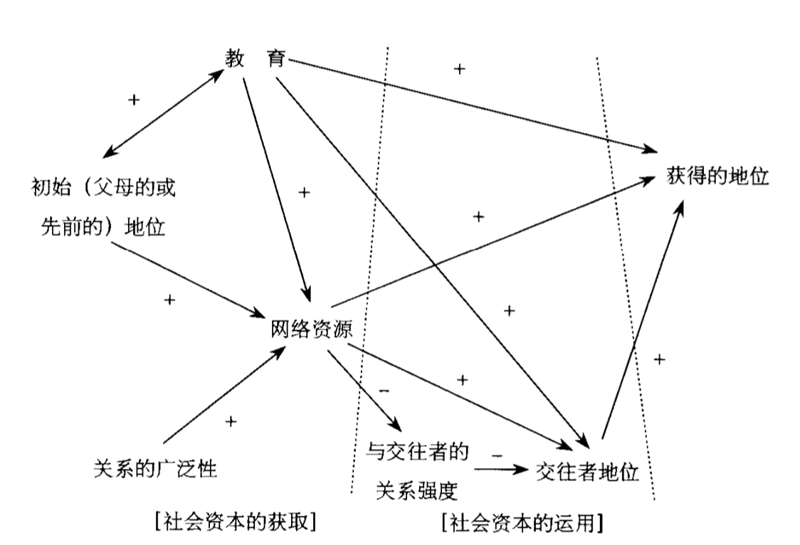 教 育
+
+
初始（父母的或
先前的）地位
+
获得的地位
+
+
+
网络资源
+
+
−
+
+
关系的广泛性
与交往者的
关系强度
−
交往者地位
[社会资本的获取]
[社会资本的运用]